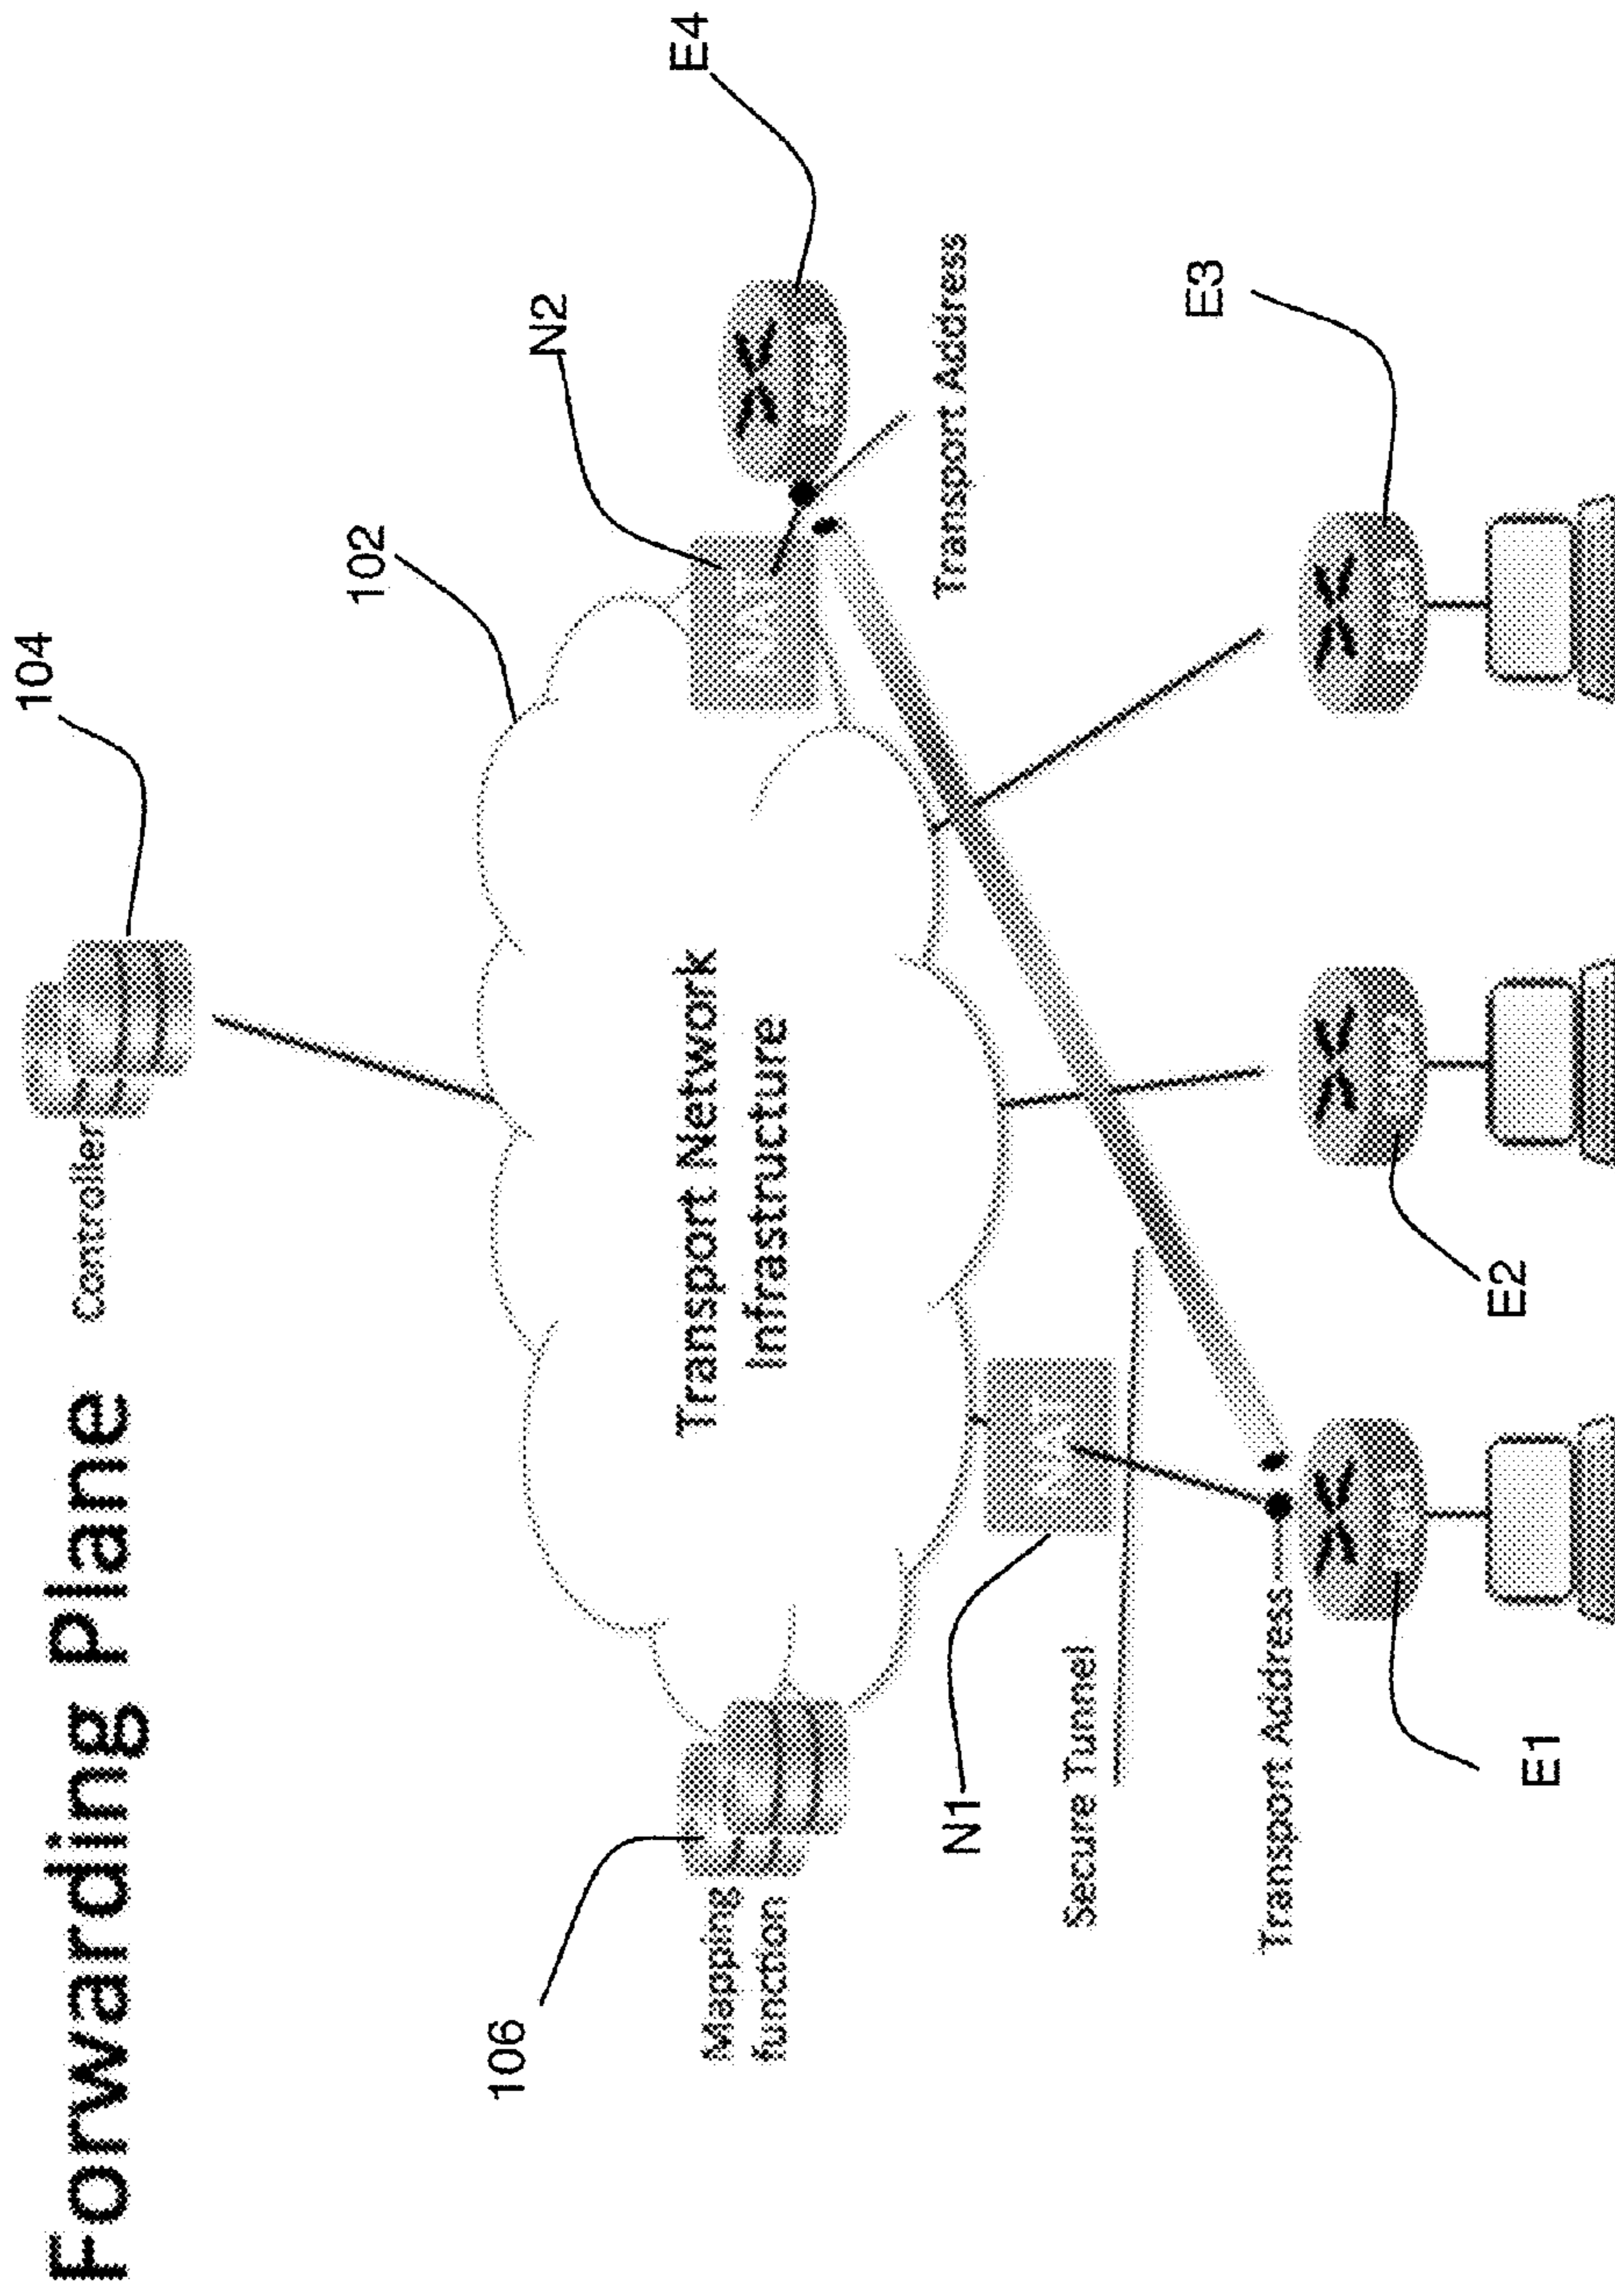 Forwarding Plane
Controller
104
102
106
Mapping
function
Transport Network
Infrastructure
N2
E4
Transport Address
N1
NAT
Secure Tunnel
Transport Address
E1
E2
E3